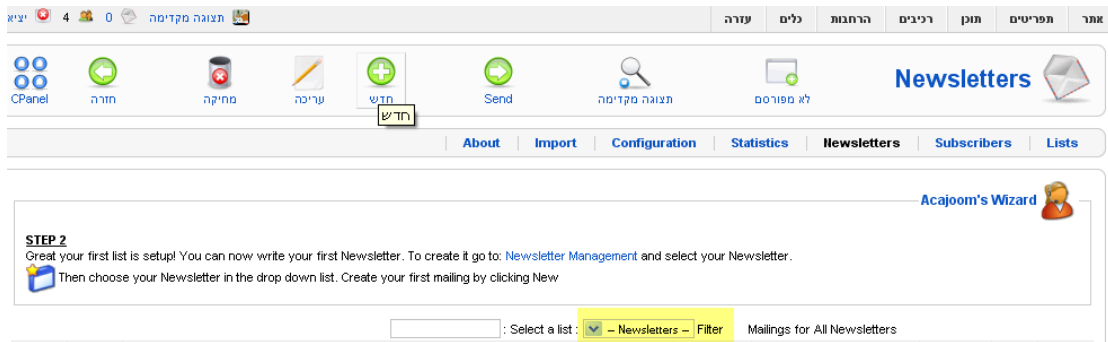 אתר תפריטים תוכן רכיבים הרחבות כלים עזרה תצוגה מקדימה 0 4
Newsletters
לא מפורסם תצוגה מקדימה Send חדש עריכה מחיקה חזרה CPanel
חדש
About Import Configuration Statistics Newsletters Subscribers Lists
Acajoom's Wizard
STEP 2
Great your first list is setup! You can now write your first Newsletter. To create it go to: Newsletter Management and select your Newsletter.
Then choose your Newsletter in the drop down list. Create your first mailing by clicking New
: Select a list : – Newsletters – Filter Mailings for All Newsletters